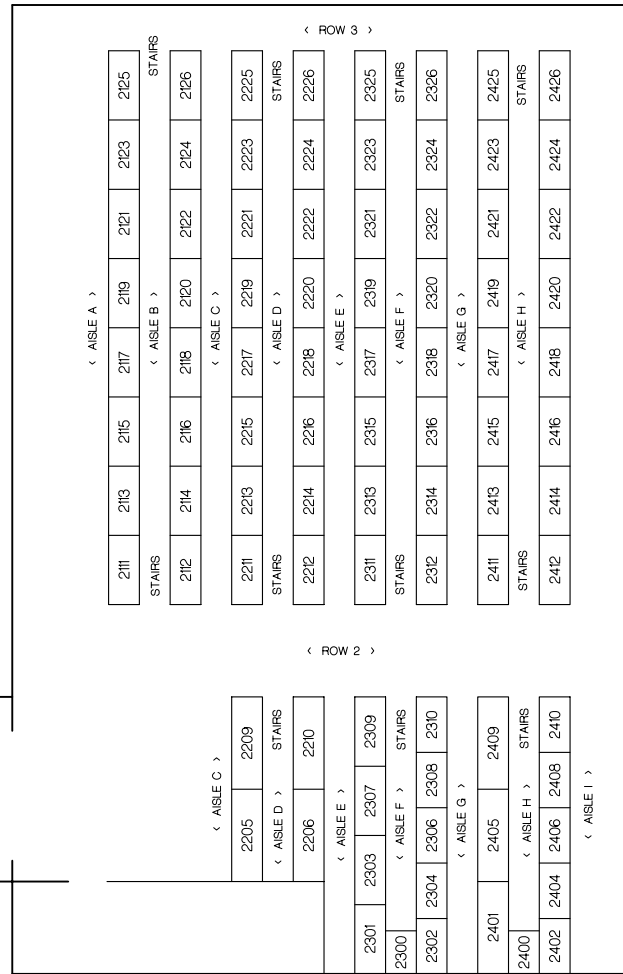 < ROW 3 >
2125 2123 2121 2119 2117 2115 2113 2111
< AISLE A >
STAIRS < AISLE B > STAIRS
2126 2124 2122 2120 2118 2116 2114 2112
< AISLE C >
2225 2223 2221 2219 2217 2215 2213 2211
STAIRS < AISLE D > STAIRS
2226 2224 2222 2220 2218 2216 2214 2212
< AISLE E >
2325 2323 2321 2319 2317 2315 2313 2311
STAIRS < AISLE F > STAIRS
2326 2324 2322 2320 2318 2316 2314 2312
< AISLE G >
2425 2423 2421 2419 2417 2415 2413 2411
STAIRS < AISLE H > STAIRS
2426 2424 2422 2420 2418 2416 2414 2412
< ROW 2 >
< AISLE C >
2209 2205
STAIRS < AISLE D >
2210 2206
< AISLE E >
2309 2307 2303 2301
STAIRS < AISLE F > 2300
2310 2308 2306 2304 2302
< AISLE G >
2409 2405 2401
STAIRS < AISLE H > 2400
2410 2408 2406 2404 2402
< AISLE I >